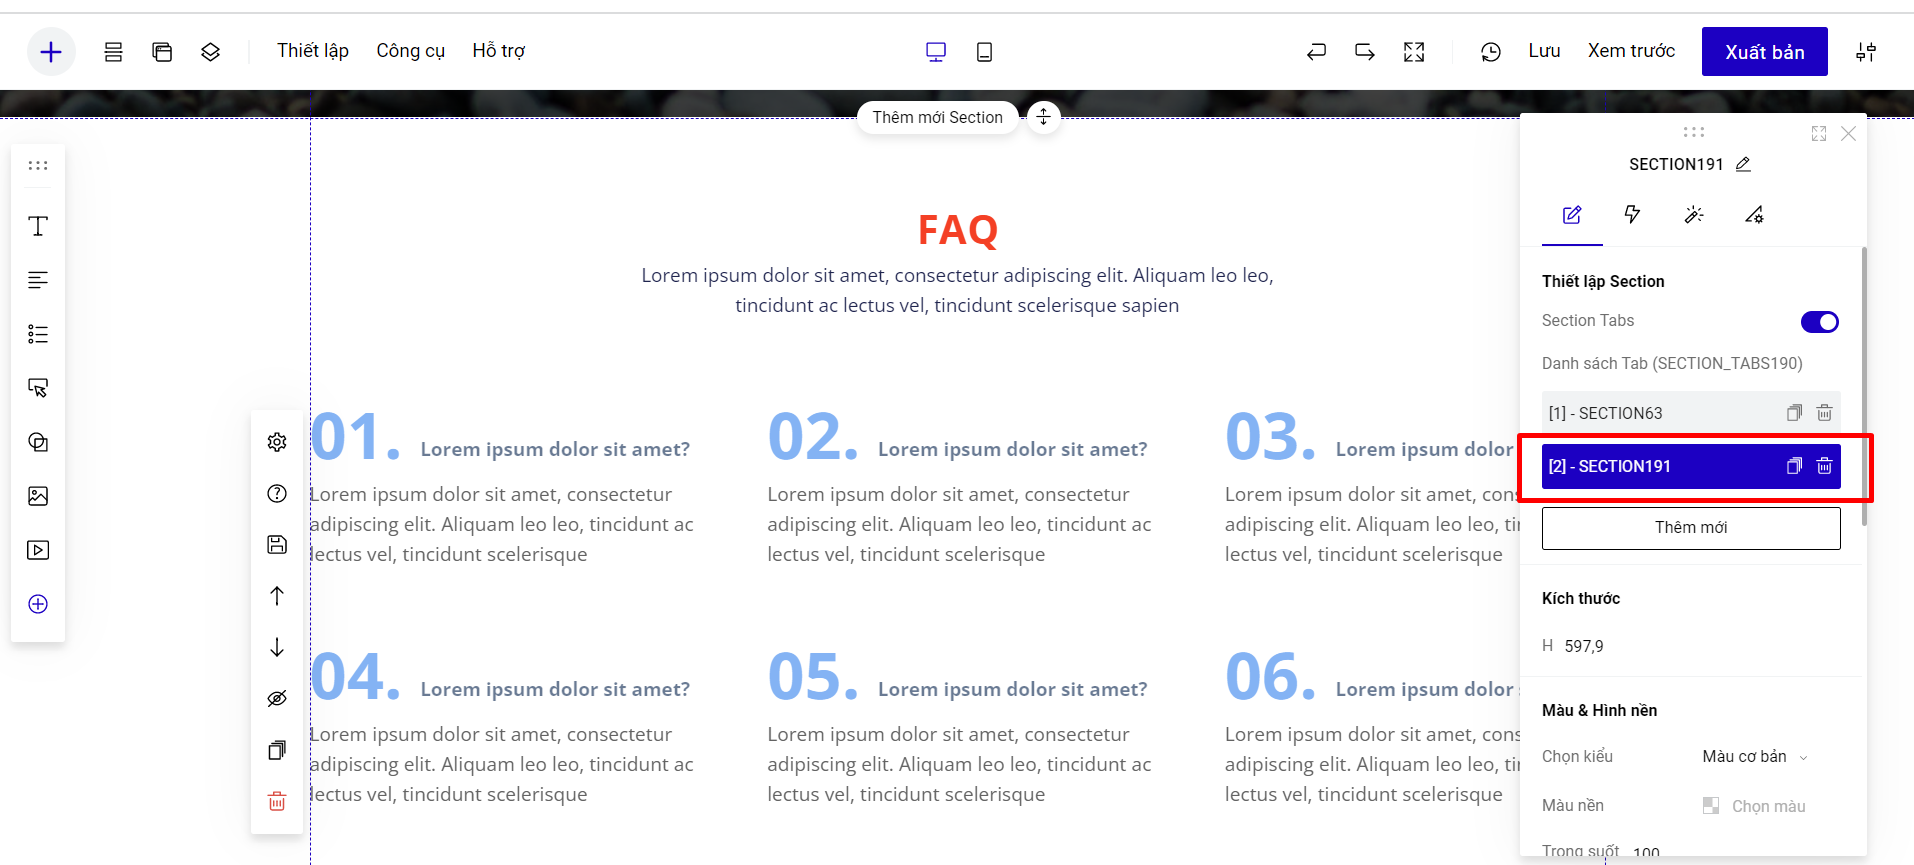 Thiết lập Công cụ Hỗ trợ Lưu Xem trước Xuất bản
Thêm mới Section
FAQ
Lorem ipsum dolor sit amet, consectetur adipiscing elit. Aliquam leo leo,
tincidunt ac lectus vel, tincidunt scelerisque sapien
01. Lorem ipsum dolor sit amet?
Lorem ipsum dolor sit amet, consectetur
adipiscing elit. Aliquam leo leo, tincidunt ac
lectus vel, tincidunt scelerisque
02. Lorem ipsum dolor sit amet?
Lorem ipsum dolor sit amet, consectetur
adipiscing elit. Aliquam leo leo, tincidunt ac
lectus vel, tincidunt scelerisque
03. Lorem ipsum dolor
Lorem ipsum dolor sit amet,
adipiscing elit. Aliquam leo leo,
lectus vel, tincidunt scelerisque
04. Lorem ipsum dolor sit amet?
Lorem ipsum dolor sit amet, consectetur
adipiscing elit. Aliquam leo leo, tincidunt ac
lectus vel, tincidunt scelerisque
05. Lorem ipsum dolor sit amet?
Lorem ipsum dolor sit amet, consectetur
adipiscing elit. Aliquam leo leo, tincidunt ac
lectus vel, tincidunt scelerisque
06. Lorem ipsum dolor
Lorem ipsum dolor sit amet,
adipiscing elit. Aliquam leo leo,
lectus vel, tincidunt scelerisque
SECTION191
Thiết lập Section
Section Tabs
Danh sách Tab (SECTION_TABS190)
[1] - SECTION63
[2] - SECTION191
Thêm mới
Kích thước
H 597,9
Màu & Hình nền
Chọn kiểu Màu cơ bản
Màu nền Chọn màu
Trong suốt 100